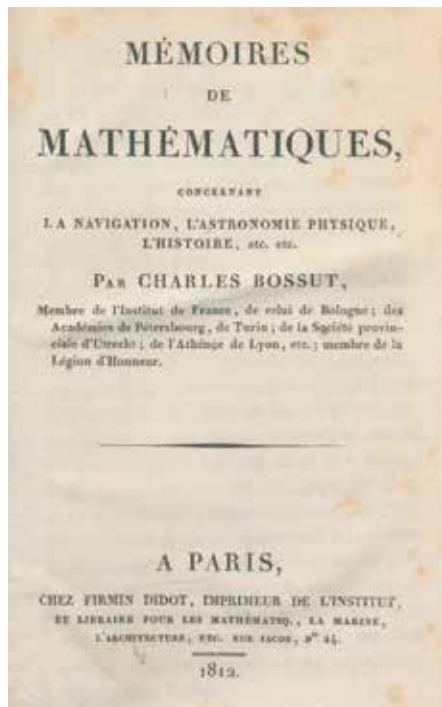 MÉMOIRES
DE
MATHÉMATIQUES,
CONCERNANT
LA NAVIGATION, L'ASTRONOMIE PHYSIQUE,
L'HISTOIRE, etc. etc.
PAR CHARLES BOSSUT,
Membre de l'Institut de France, de celui de Bologne; des
Académies de Pétersbourg, de Turin; de la Société provin-
ciale d'Utrecht; de l'Athénée de Lyon, etc.; membre de la
Légion d'Honneur.
A PARIS,
CHEZ FIRMIN DIDOT, IMPRIMEUR DE L'INSTITUT,
ET LIBRAIRE POUR LES MATHÉMATIQ., LA MARINE,
L'ARCHITECTURE, ETC. RUE JACOB, N° 24.
1812.